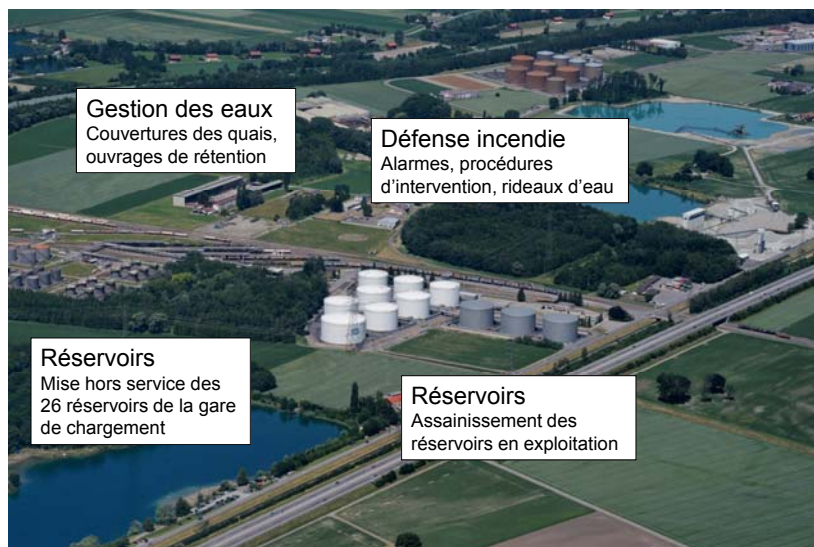 Gestion des eaux
Couvertures des quais,
ouvrages de rétention
Défense incendie
Alarmes, procédures
d'intervention, rideaux d'eau
Réservoirs
Mise hors service des
26 réservoirs de la gare
de chargement
Réservoirs
Assainissement des
réservoirs en exploitation